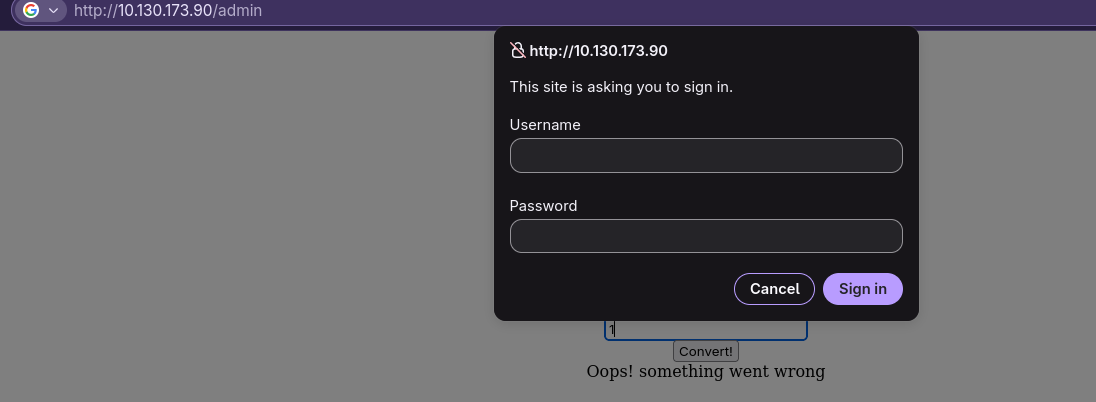 http://10.130.173.90/admin
http://10.130.173.90
This site is asking you to sign in.
Username
Password
Cancel Sign in
1
Convert!
Oops! something went wrong